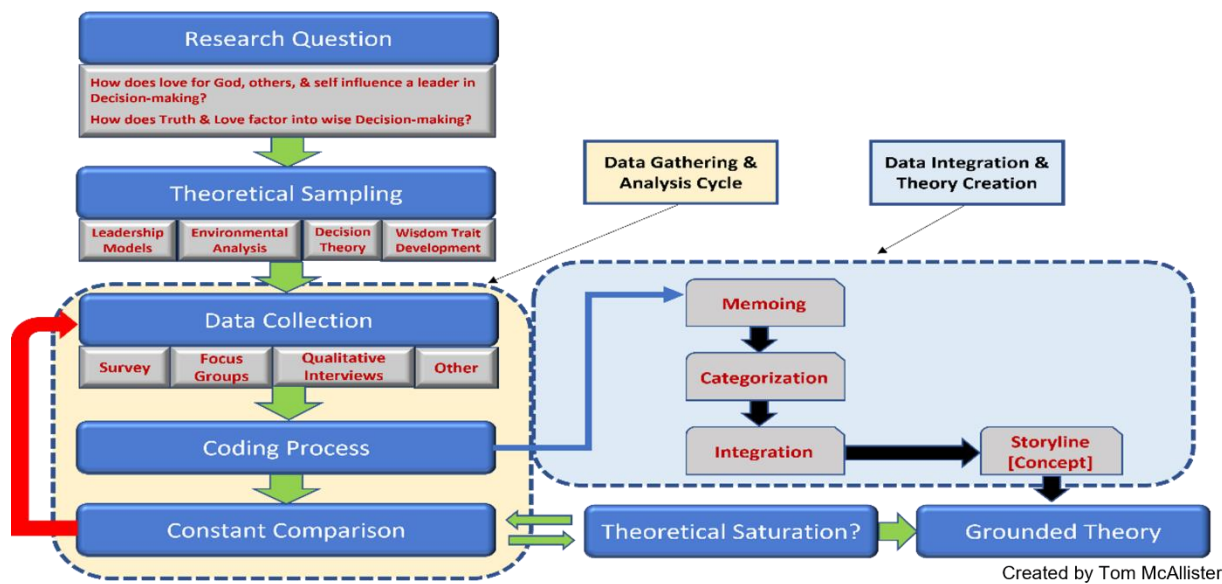 Research Question
How does love for God, others, & self influence a leader in
Decision-making?
How does Truth & Love factor into wise Decision-making?
Theoretical Sampling
Leadership
Models
Environmental
Analysis
Decision
Theory
Wisdom Trait
Development
Data Gathering &
Analysis Cycle
Data Integration &
Theory Creation
Data Collection
Survey
Focus
Groups
Qualitative
Interviews
Other
Coding Process
Constant Comparison
Memoing
Categorization
Integration
Storyline
[Concept]
Theoretical Saturation?
Grounded Theory
Created by Tom McAllister